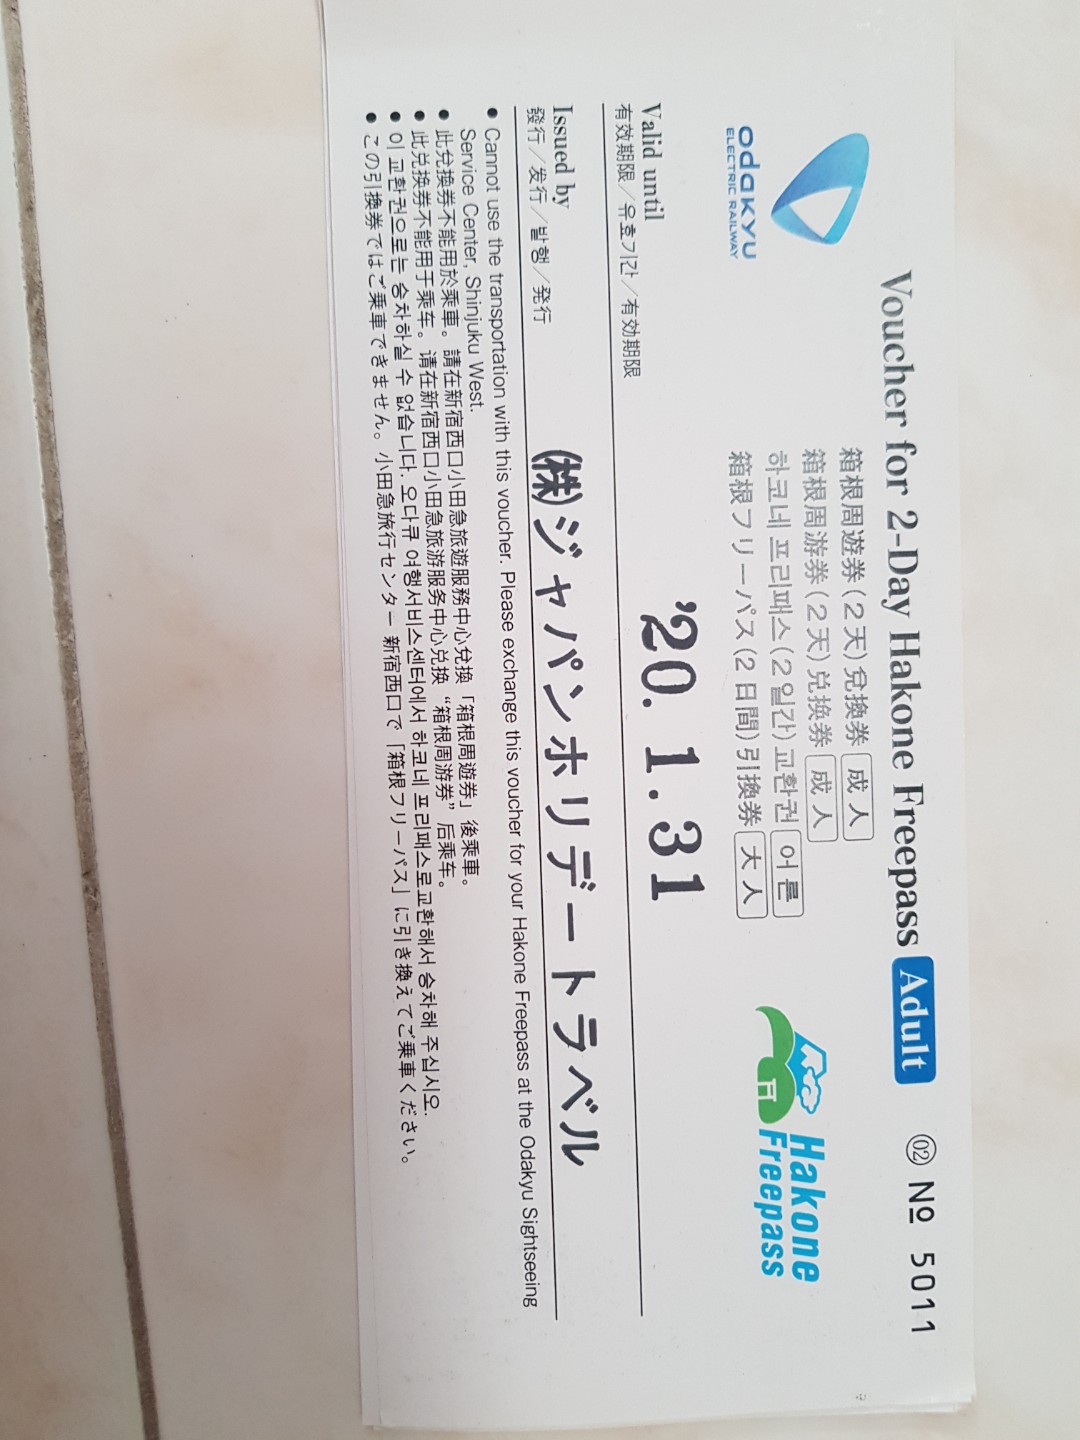 Voucher for 2-Day Hakone Freepass Adult
02 № 5011
ODAKYU
ELECTRIC RAILWAY
箱根周遊券(2天)兌換券 成人
箱根周游券(2天)兑换券 成人
하코네 프리패스(2일간)교환권 어른
箱根フリーパス(2日間)引換券 大人
Hakone
Freepass
Valid until
有效期限/유효기간/有効期限
'20. 1. 31
Issued by
發行/发行/발행/発行
㈱ジャパンホリデートラベル
• Cannot use the transportation with this voucher. Please exchange this voucher for your Hakone Freepass at the Odakyu Sightseeing
Service Center, Shinjuku West.
• 此兌換券不能用於乘車。請在新宿西口小田急旅遊服務中心兌換「箱根周遊券」後乘車。
• 此兑换券不能用于乘车。请在新宿西口小田急旅游服务中心兑换“箱根周游券”后乘车。
• 이 교환권으로는 승차하실 수 없습니다. 오다큐 여행서비스센터에서 하코네 프리패스로교환해서 승차해 주십시오.
• この引換券ではご乗車できません。小田急旅行センター 新宿西口で「箱根フリーパス」に引き換えてご乗車ください。